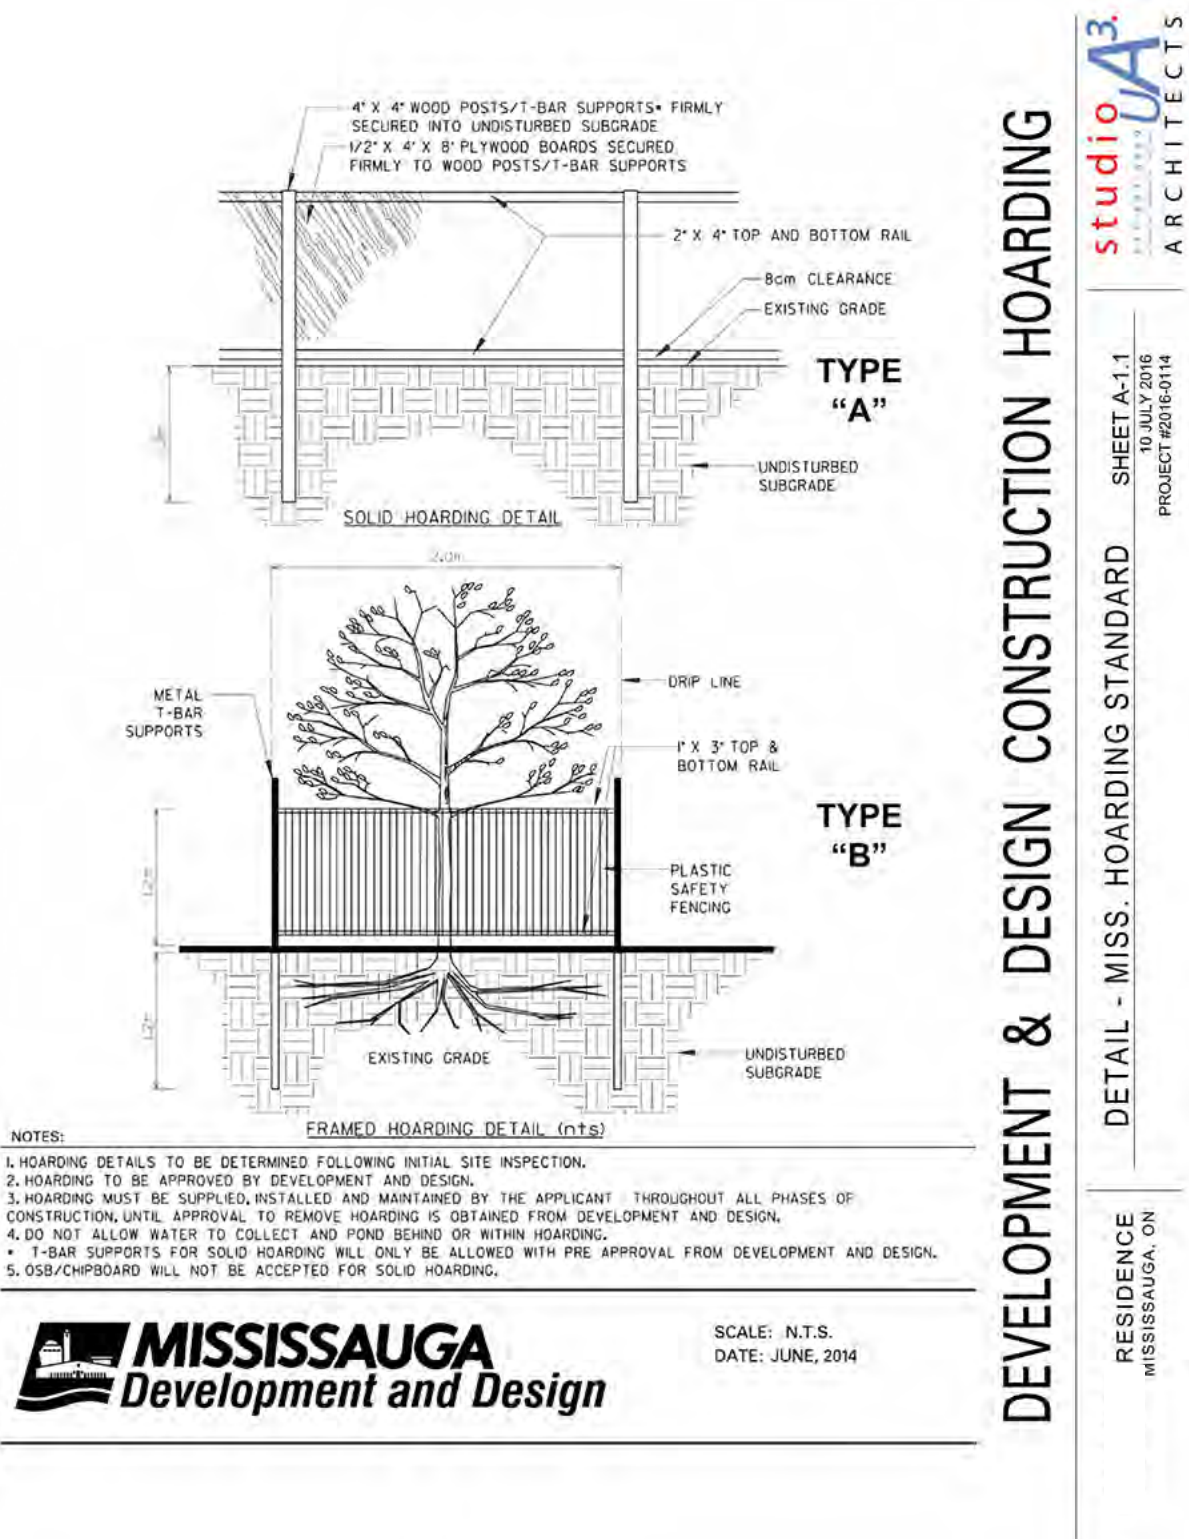 4" X 4" WOOD POSTS/T-BAR SUPPORTS* FIRMLY
SECURED INTO UNDISTURBED SUBGRADE
1/2" X 4' X 8' PLYWOOD BOARDS SECURED
FIRMLY TO WOOD POSTS/T-BAR SUPPORTS
2" X 4" TOP AND BOTTOM RAIL
8cm CLEARANCE
EXISTING GRADE
TYPE
“A”
UNDISTURBED
SUBGRADE
SOLID HOARDING DETAIL
METAL
T-BAR
SUPPORTS
DRIP LINE
1" X 3" TOP &
BOTTOM RAIL
TYPE
“B”
PLASTIC
SAFETY
FENCING
1.2m
1.2m
EXISTING GRADE
UNDISTURBED
SUBGRADE
FRAMED HOARDING DETAIL (nts)
NOTES:
1. HOARDING DETAILS TO BE DETERMINED FOLLOWING INITIAL SITE INSPECTION.
2. HOARDING TO BE APPROVED BY DEVELOPMENT AND DESIGN.
3. HOARDING MUST BE SUPPLIED, INSTALLED AND MAINTAINED BY THE APPLICANT THROUGHOUT ALL PHASES OF
CONSTRUCTION, UNTIL APPROVAL TO REMOVE HOARDING IS OBTAINED FROM DEVELOPMENT AND DESIGN.
4. DO NOT ALLOW WATER TO COLLECT AND POND BEHIND OR WITHIN HOARDING.
* T-BAR SUPPORTS FOR SOLID HOARDING WILL ONLY BE ALLOWED WITH PRE APPROVAL FROM DEVELOPMENT AND DESIGN.
5. OSB/CHIPBOARD WILL NOT BE ACCEPTED FOR SOLID HOARDING.
MISSISSAUGA
Development and Design
SCALE: N.T.S.
DATE: JUNE, 2014
DEVELOPMENT & DESIGN CONSTRUCTION HOARDING
studio
uA3.
ARCHITECTS
DETAIL - MISS. HOARDING STANDARD
SHEET A-1.1
10 JULY 2016
PROJECT #2016-0114
RESIDENCE
MISSISSAUGA, ON